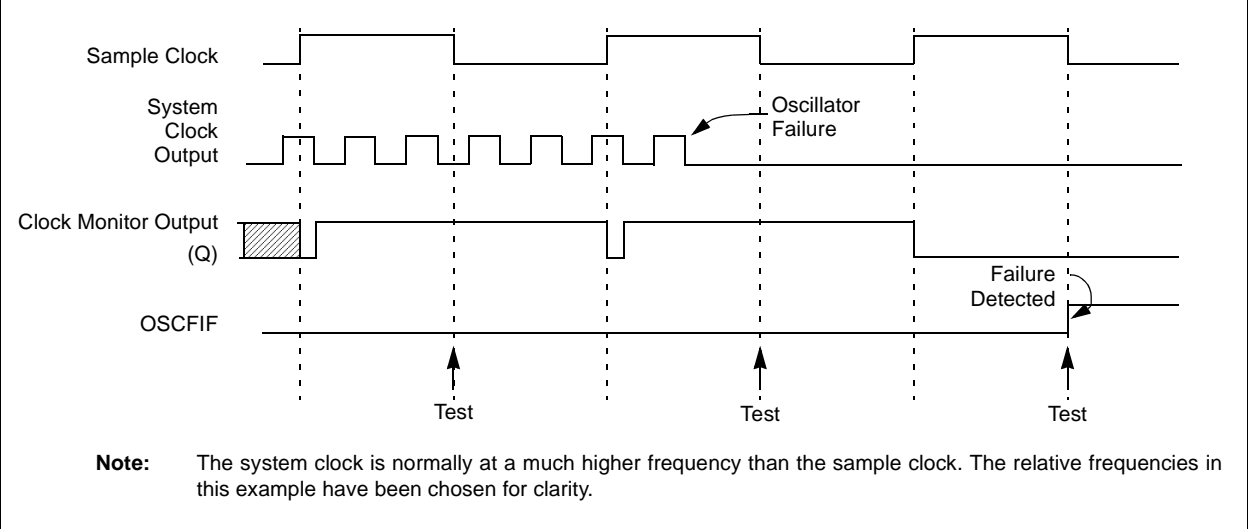 Sample Clock
System
Clock
Output
Oscillator
Failure
Clock Monitor Output
(Q)
Failure
Detected
OSCFIF
Test
Test
Test
Note: The system clock is normally at a much higher frequency than the sample clock. The relative frequencies in
this example have been chosen for clarity.